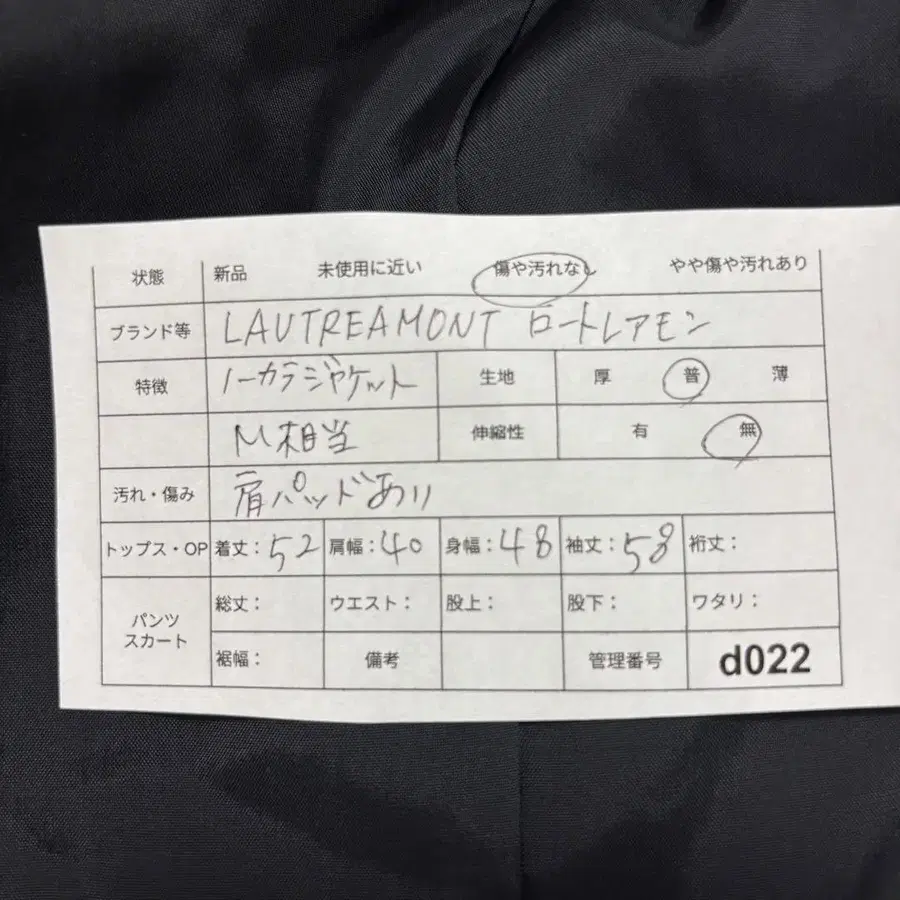 状態 新品 未使用に近い 傷や汚れなし やや傷や汚れあり
ブランド等 LAUTREAMONT ロートレアモン
特徴 ノーカラジャケット 生地 厚 普 薄
M相当 伸縮性 有 無
汚れ・傷み 肩パッドあり
トップス・OP 着丈：52 肩幅：40 身幅：48 袖丈：58 裄丈：
パンツ スカート 総丈： ウエスト： 股上： 股下： ワタリ：
裾幅： 備考 管理番号 d022